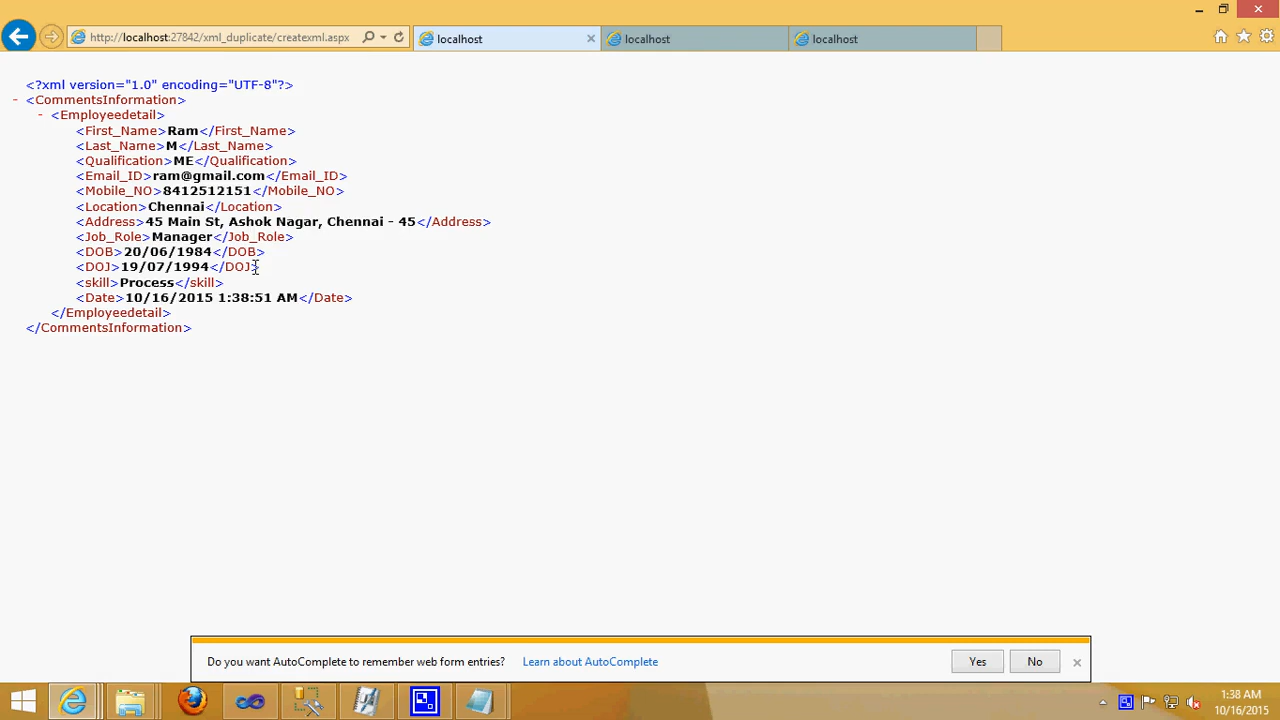 http://localhost:27842/xml_duplicate/createxml.aspx
localhost
localhost
localhost
<?xml version="1.0" encoding="UTF-8"?>
- <CommentsInformation>
- <Employeedetail>
<First_Name>Ram</First_Name>
<Last_Name>M</Last_Name>
<Qualification>ME</Qualification>
<Email_ID>ram@gmail.com</Email_ID>
<Mobile_NO>8412512151</Mobile_NO>
<Location>Chennai</Location>
<Address>45 Main St, Ashok Nagar, Chennai - 45</Address>
<Job_Role>Manager</Job_Role>
<DOB>20/06/1984</DOB>
<DOJ>19/07/1994</DOJ>
<skill>Process</skill>
<Date>10/16/2015 1:38:51 AM</Date>
</Employeedetail>
</CommentsInformation>
Do you want AutoComplete to remember web form entries? Learn about AutoComplete Yes No
1:38 AM
10/16/2015